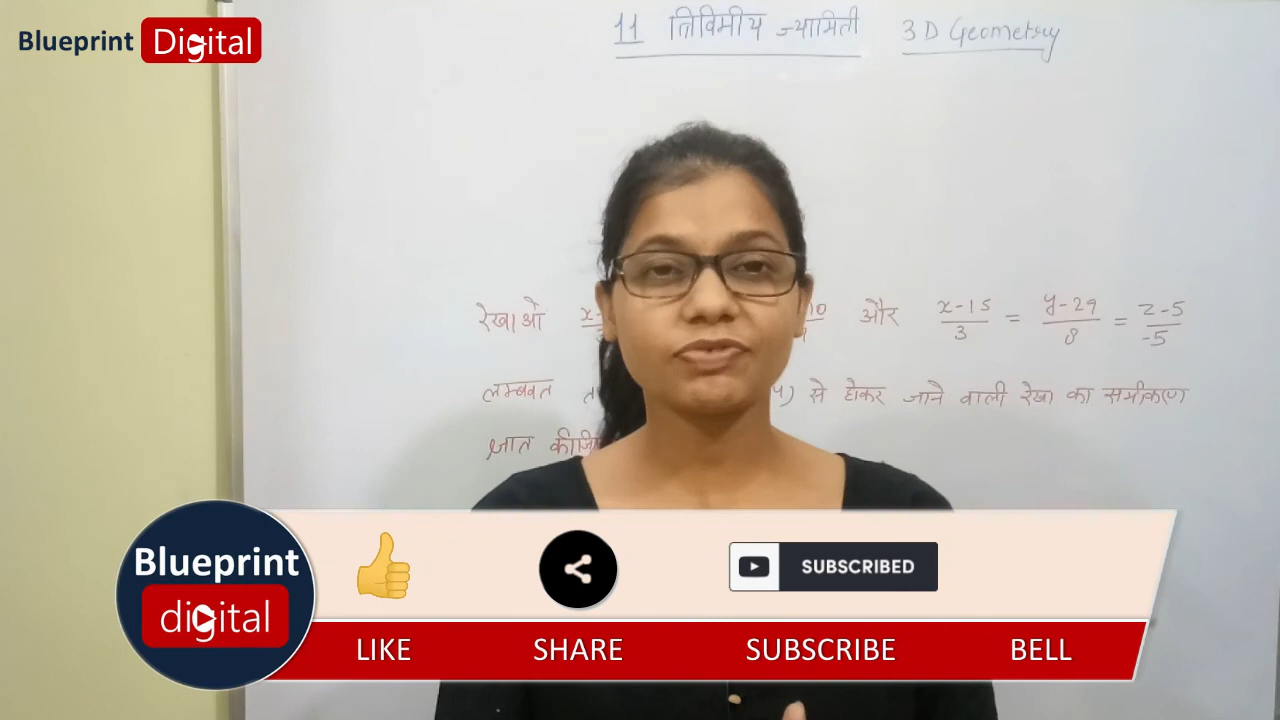 Blueprint Digital
11 त्रिविमीय ज्यामिती 3D Geometry
रेखाओं और x-15/3 = y-29/8 = z-5/-5
लम्बवत से होकर जाने वाली रेखा का समीकरण
ज्ञात
Blueprint
digital
SUBSCRIBED
LIKE SHARE SUBSCRIBE BELL